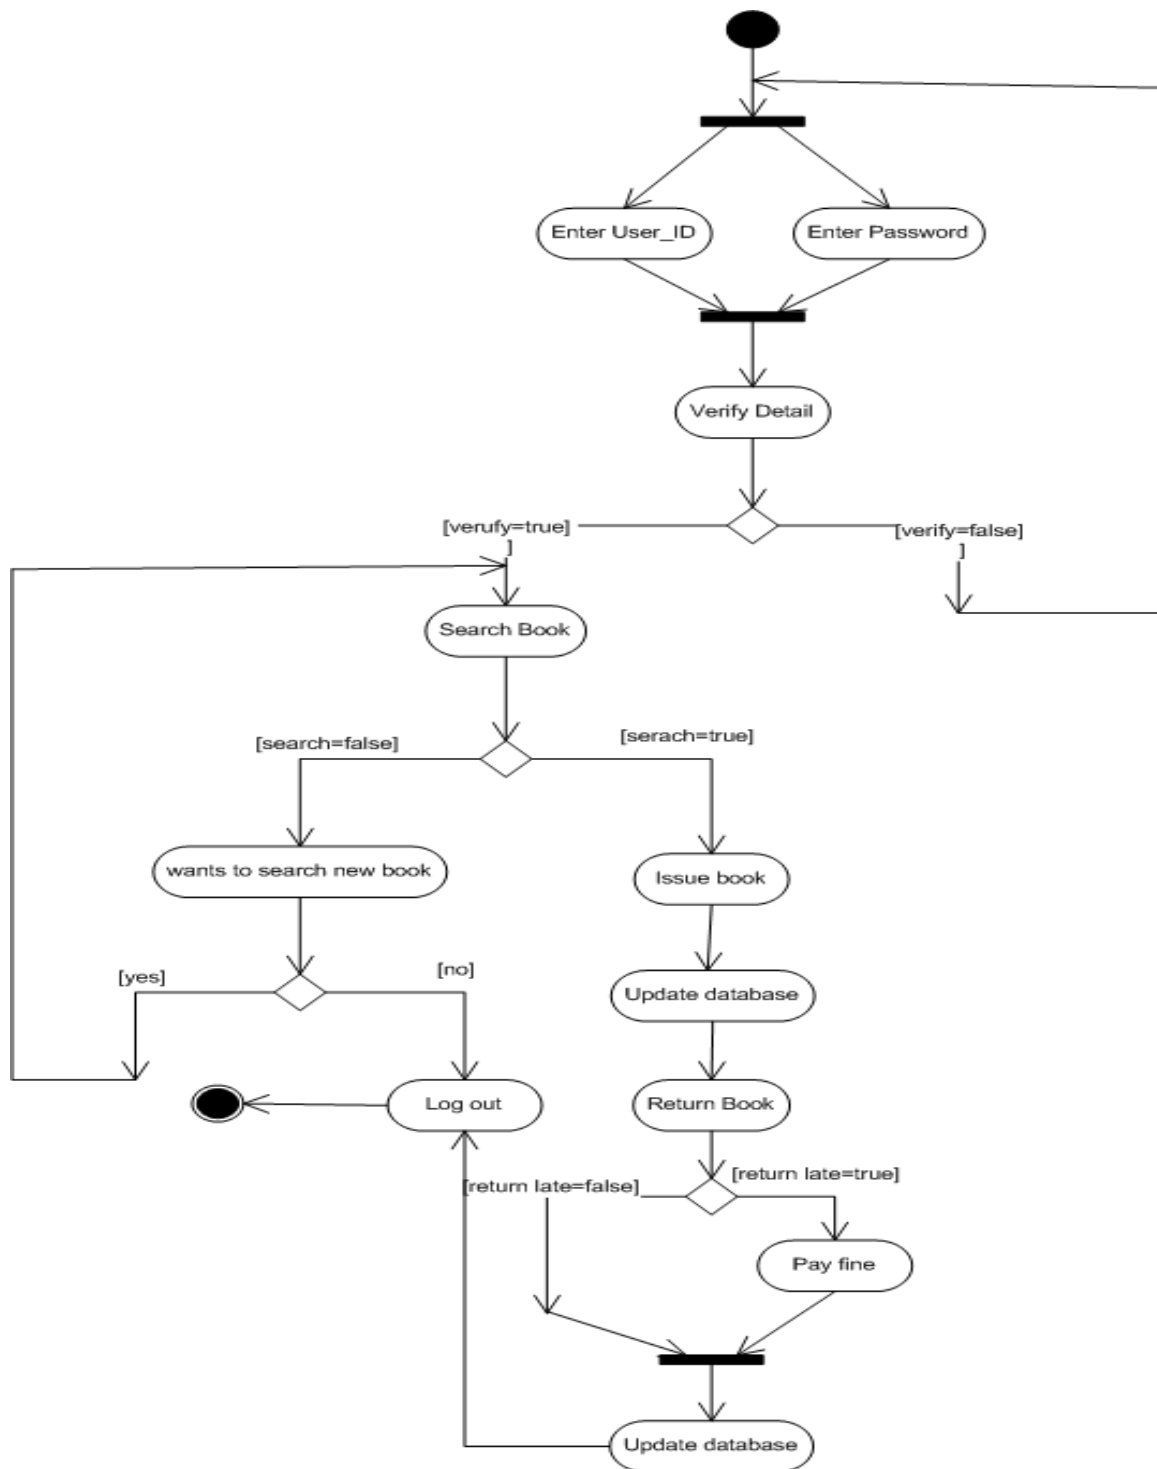 Enter User_ID
Enter Password
Verify Detail
[verufy=true]
]
[verify=false]
]
Search Book
[search=false]
[serach=true]
wants to search new book
Issue book
[yes]
[no]
Update database
Log out
Return Book
[return late=false]
[return late=true]
Pay fine
Update database